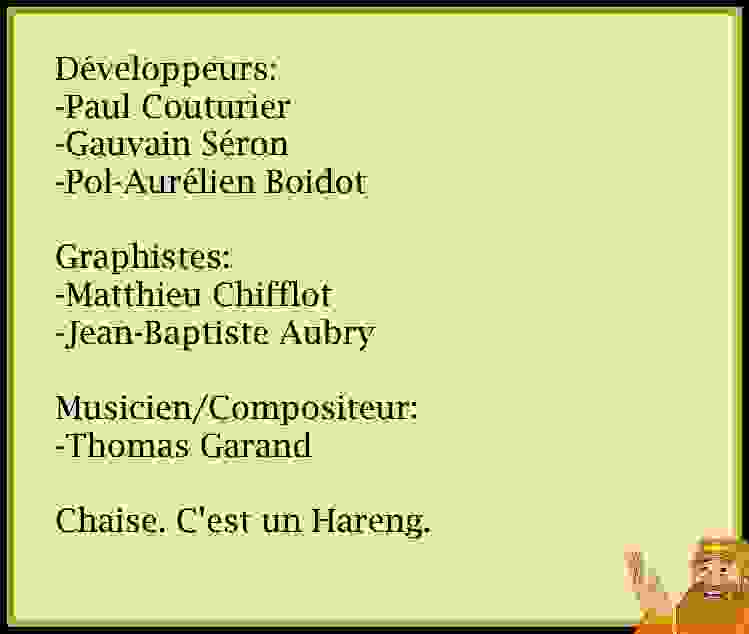 Développeurs:
-Paul Couturier
-Gauvain Séron
-Pol-Aurélien Boidot
Graphistes:
-Matthieu Chifflot
-Jean-Baptiste Aubry
Musicien/Compositeur:
-Thomas Garand
Chaise. C'est un Hareng.